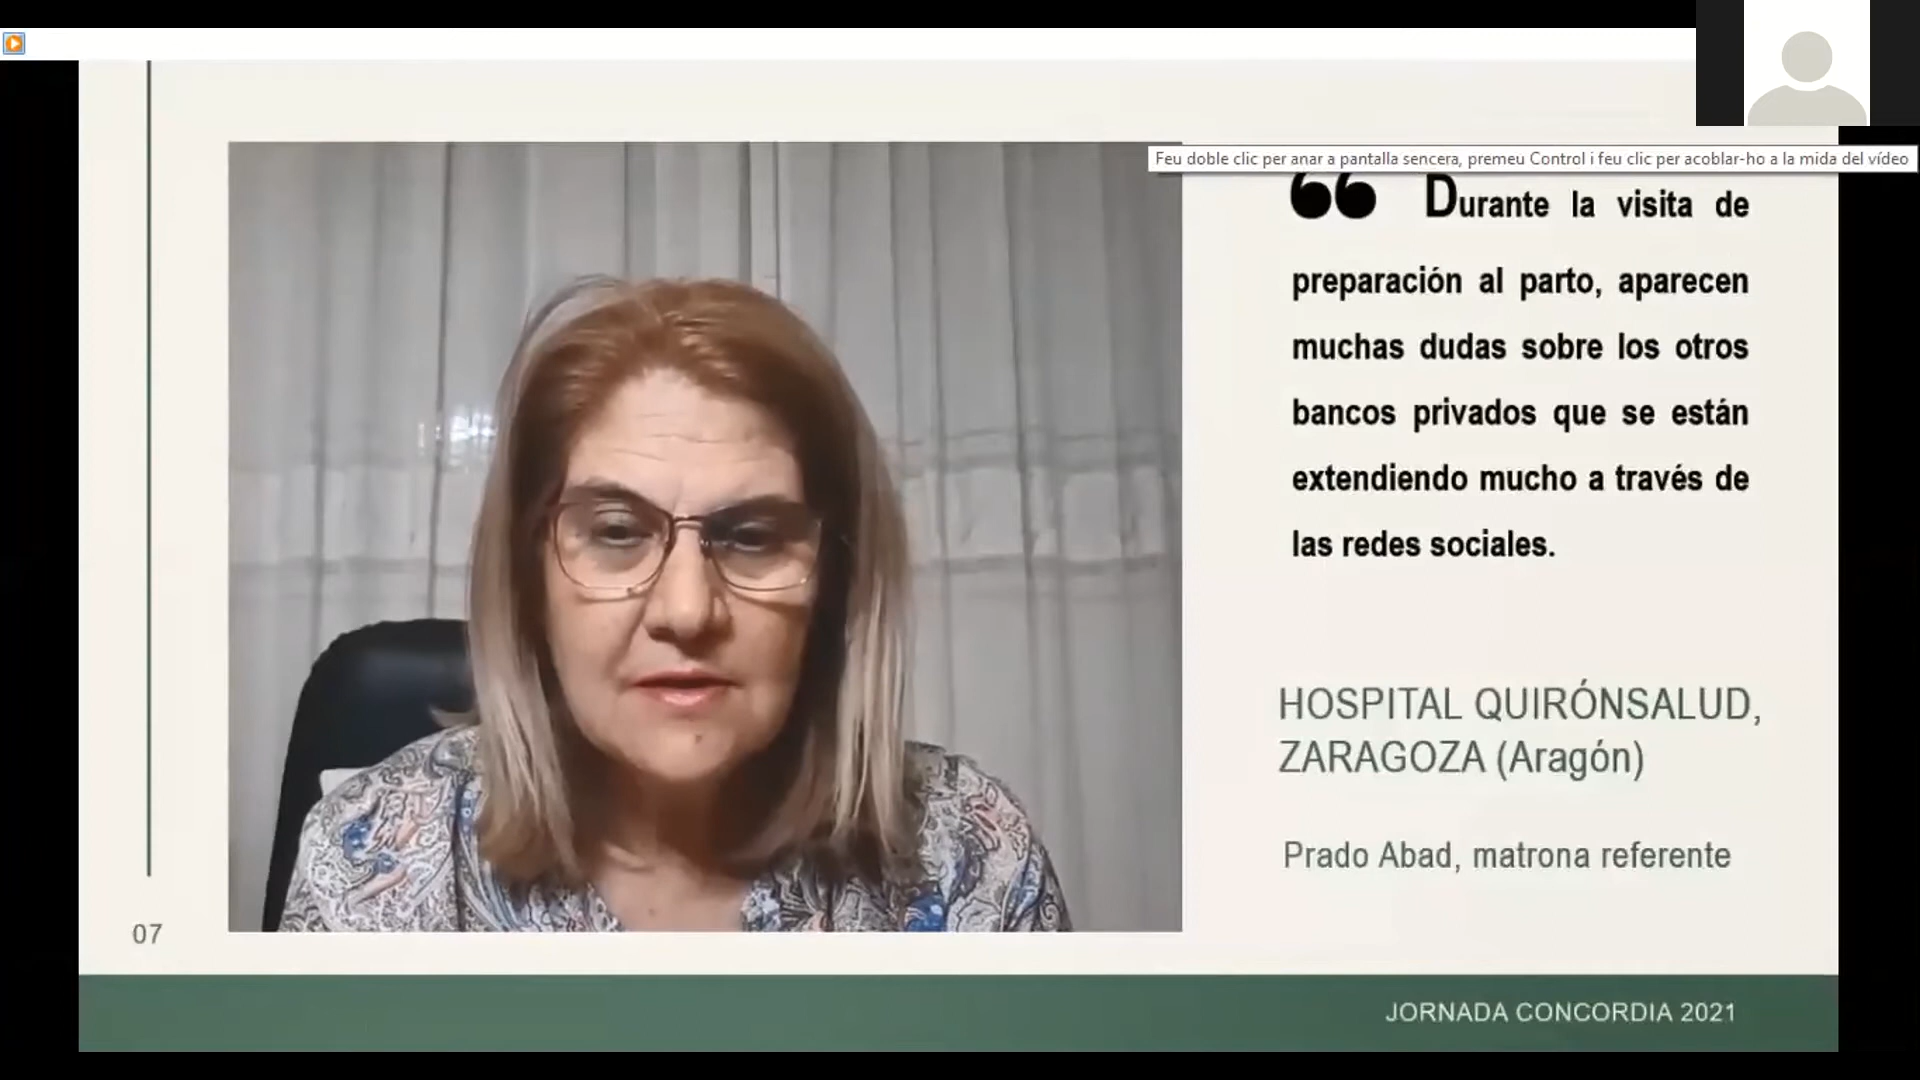 Feu doble clic per anar a pantalla sencera, premeu Control i feu clic per acoblar-ho a la mida del vídeo
“ Durante la visita de
preparación al parto, aparecen
muchas dudas sobre los otros
bancos privados que se están
extendiendo mucho a través de
las redes sociales.
HOSPITAL QUIRÓNSALUD,
ZARAGOZA (Aragón)
Prado Abad, matrona referente
07
JORNADA CONCORDIA 2021